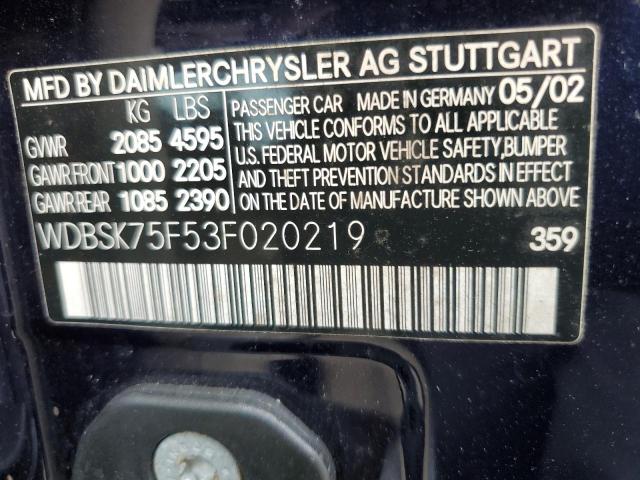 MFD BY DAIMLERCHRYSLER AG STUTTGART
KG LBS
GVWR 2085 4595
GAWR FRONT 1000 2205
GAWR REAR 1085 2390
PASSENGER CAR MADE IN GERMANY 05/02
THIS VEHICLE CONFORMS TO ALL APPLICABLE
U.S. FEDERAL MOTOR VEHICLE SAFETY, BUMPER
AND THEFT PREVENTION STANDARDS IN EFFECT
ON THE DATE OF MANUFACTURE SHOWN ABOVE
WDBSK75F53F020219 359